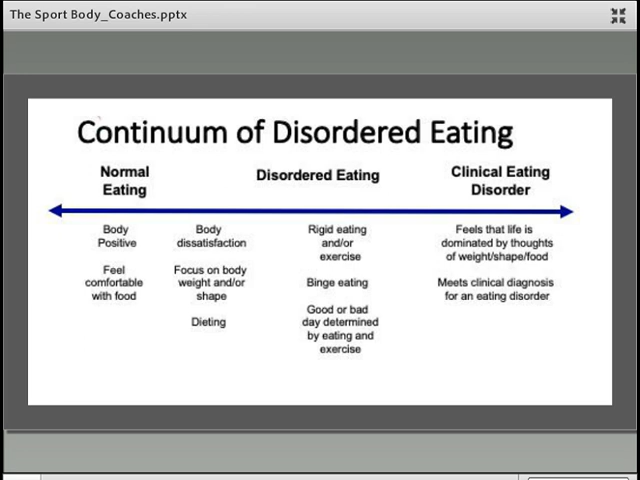 The Sport Body_Coaches.pptx
Continuum of Disordered Eating
Normal
Eating
Disordered Eating
Clinical Eating
Disorder
Body
Positive
Feel
comfortable
with food
Body
dissatisfaction
Focus on body
weight and/or
shape
Dieting
Rigid eating
and/or
exercise
Binge eating
Good or bad
day determined
by eating and
exercise
Feels that life is
dominated by thoughts
of weight/shape/food
Meets clinical diagnosis
for an eating disorder